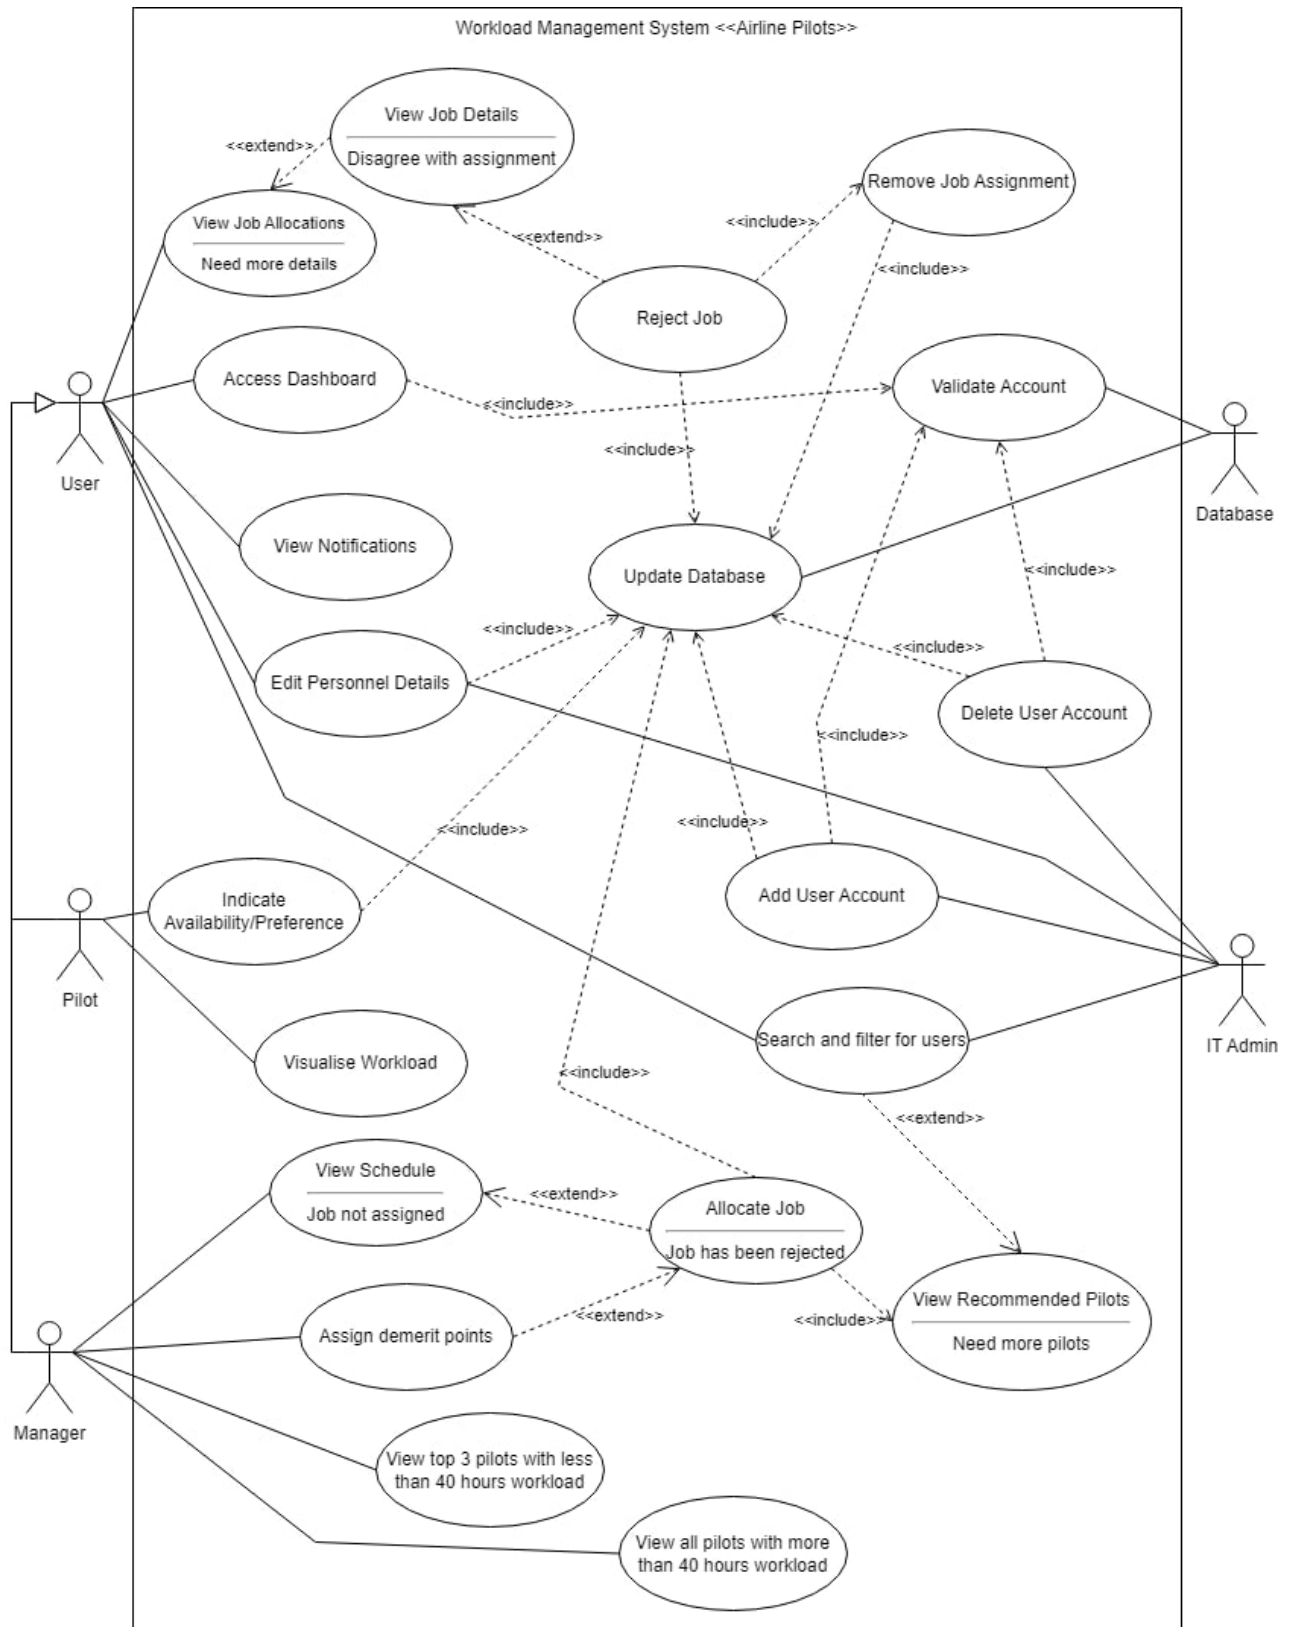 Workload Management System <<Airline Pilots>>
View Job Details
<<extend>>
Disagree with assignment
Remove Job Assignment
View Job Allocations
<<include>>
<<extend>>
Need more details
<<include>>
Reject Job
Access Dashboard
Validate Account
<<include>>
<<include>>
User
Database
View Notifications
<<include>>
Update Database
<<include>>
<<include>>
Edit Personnel Details
Delete User Account
<<include>>
<<include>>
<<include>>
Indicate
Availability/Preference
Add User Account
Pilot
Search and filter for users
IT Admin
Visualise Workload
<<include>>
<<extend>>
View Schedule
<<extend>>
Job not assigned
Allocate Job
Job has been rejected
View Recommended Pilots
<<extend>>
<<include>>
Assign demerit points
Need more pilots
Manager
View top 3 pilots with less
than 40 hours workload
View all pilots with more
than 40 hours workload